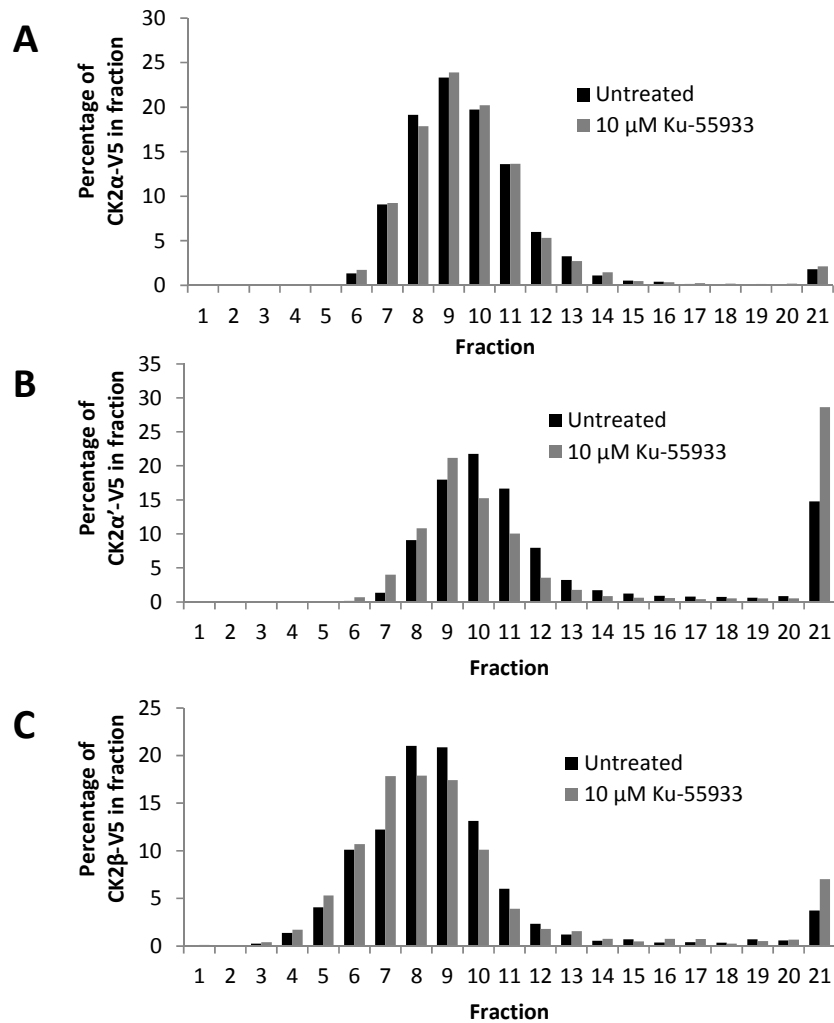 A
Percentage of
CK2α-V5 in fraction
30
25
20
15
10
5
0
Untreated
10 µM Ku-55933
1 2 3 4 5 6 7 8 9 10 11 12 13 14 15 16 17 18 19 20 21
Fraction
B
Percentage of
CK2α’-V5 in fraction
35
30
25
20
15
10
5
0
Untreated
10 µM Ku-55933
1 2 3 4 5 6 7 8 9 10 11 12 13 14 15 16 17 18 19 20 21
Fraction
C
Percentage of
CK2β-V5 in fraction
25
20
15
10
5
0
Untreated
10 µM Ku-55933
1 2 3 4 5 6 7 8 9 10 11 12 13 14 15 16 17 18 19 20 21
Fraction